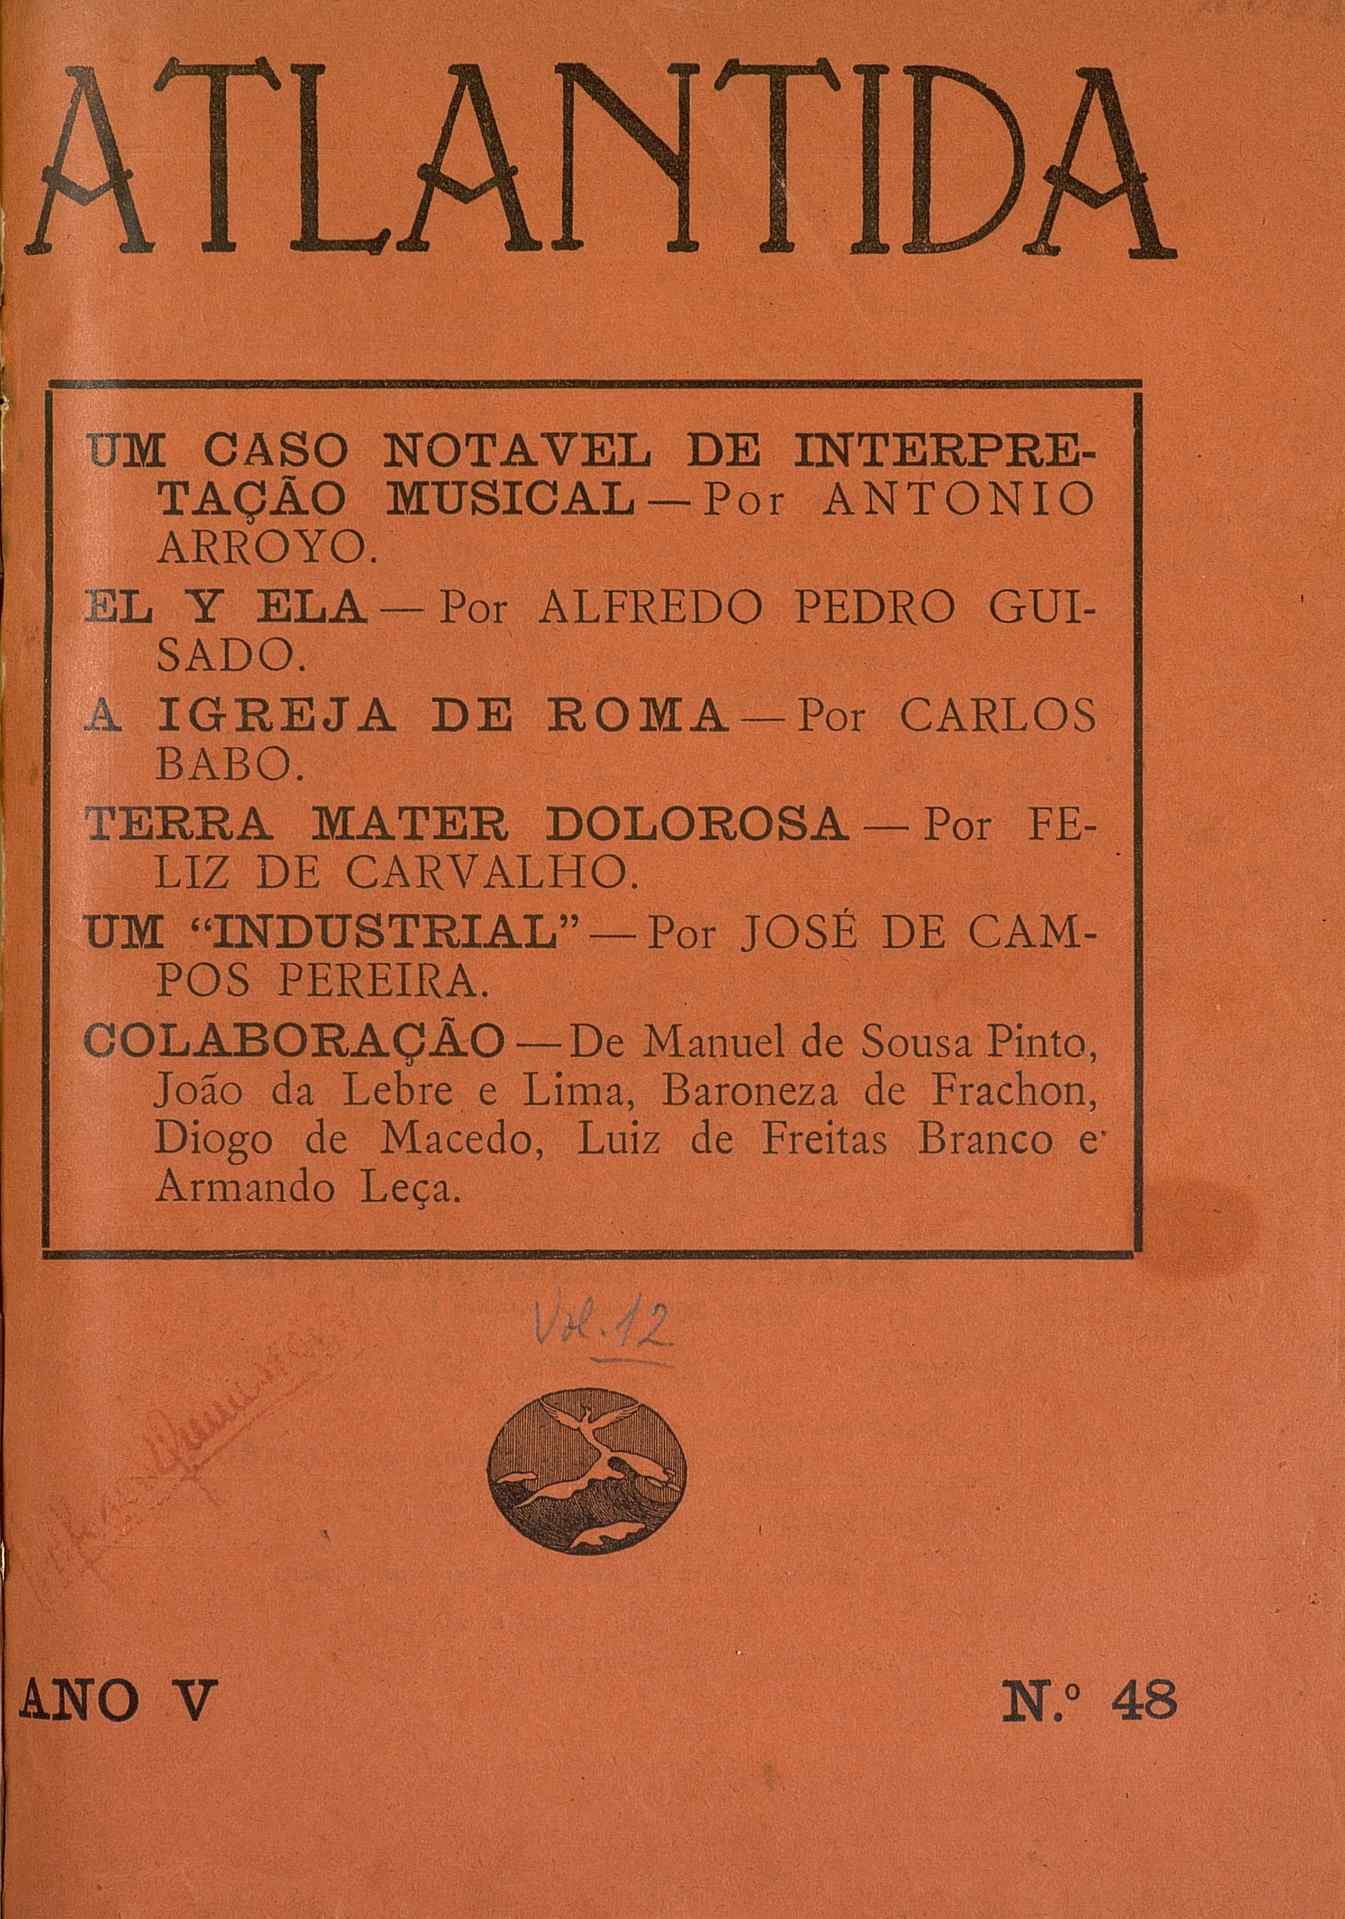 ATLANTIDA
UM CASO NOTAVEL DE INTERPRE-
TAÇÃO MUSICAL — Por ANTONIO
ARROYO.
EL Y ELA — Por ALFREDO PEDRO GUI-
SADO.
A IGREJA DE ROMA — Por CARLOS
BABO.
TERRA MATER DOLOROSA — Por FE-
LIZ DE CARVALHO.
UM “INDUSTRIAL” — Por JOSÉ DE CAM-
POS PEREIRA.
COLABORAÇÃO — De Manuel de Sousa Pinto,
João da Lebre e Lima, Baroneza de Frachon,
Diogo de Macedo, Luiz de Freitas Branco e
Armando Leça.
Vol. 12
ANO V N.º 48